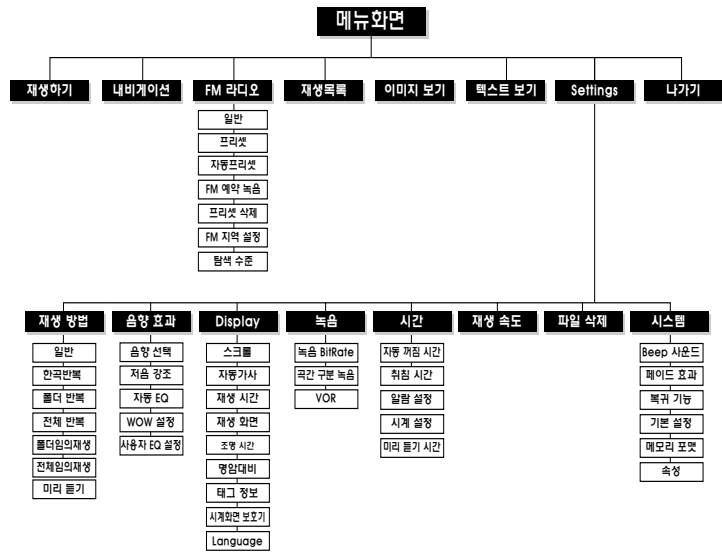 메뉴화면
재생하기
내비게이션
FM 라디오
재생목록
이미지 보기
텍스트 보기
Settings
나가기
일반
프리셋
자동프리셋
FM 예약 녹음
프리셋 삭제
FM 지역 설정
탐색 수준
재생 방법
음향 효과
Display
녹음
시간
재생 속도
파일 삭제
시스템
일반
한곡반복
폴더 반복
전체 반복
폴더임의재생
전체임의재생
미리 듣기
음향 선택
저음 강조
자동 EQ
WOW 설정
사용자 EQ 설정
스크롤
자동가사
재생 시간
재생 화면
조명 시간
명암대비
태그 정보
시계화면 보호기
Language
녹음 BitRate
곡간 구분 녹음
VOR
자동 꺼짐 시간
취침 시간
알람 설정
시계 설정
미리 듣기 시간
Beep 사운드
페이드 효과
복귀 기능
기본 설정
메모리 포맷
속성